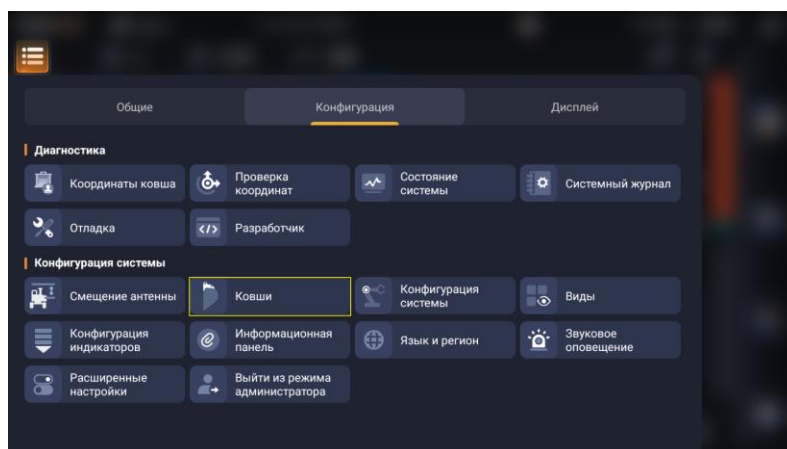 Общие Конфигурация Дисплей
Диагностика
Координаты ковша
Проверка
координат
Состояние
системы
Системный журнал
Отладка
Разработчик
Конфигурация системы
Смещение антенны
Ковши
Конфигурация
системы
Виды
Конфигурация
индикаторов
Информационная
панель
Язык и регион
Звуковое
оповещение
Расширенные
настройки
Выйти из режима
администратора